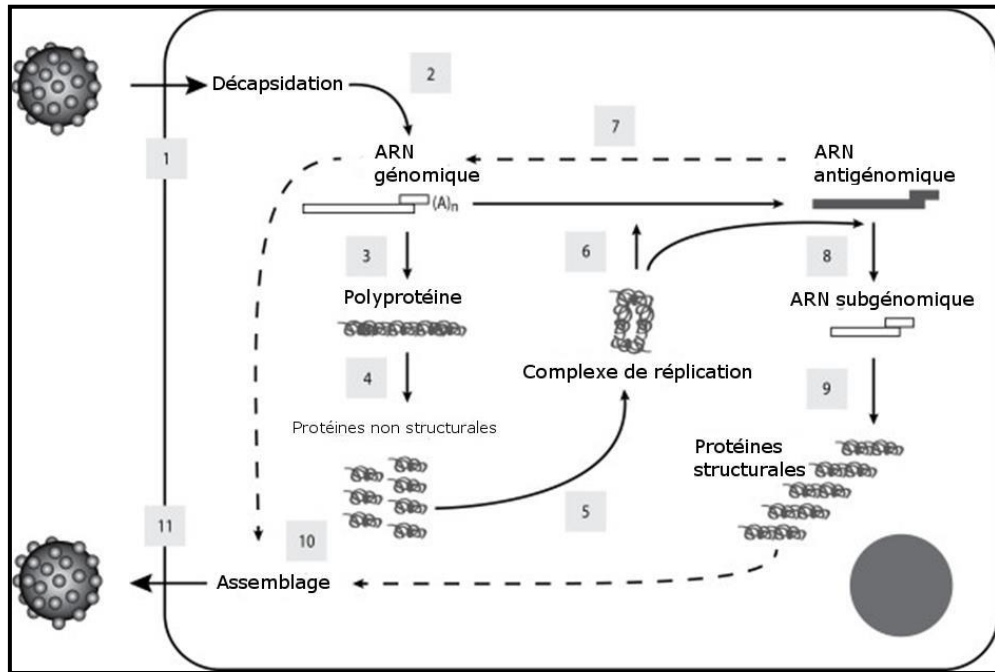 2
Décapsidation
7
1
ARN
génomique
ARN
antigénomique
(A)n
3
6
8
Polyprotéine
ARN subgénomique
4
Complexe de réplication
9
Protéines non structurales
Protéines
structurales
11
5
10
Assemblage